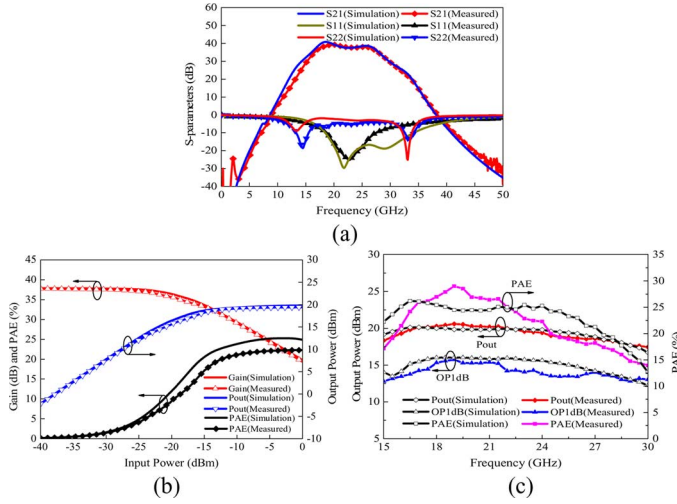 S21(Simulation) S21(Measured)
S11(Simulation) S11(Measured)
S22(Simulation) S22(Measured)
60
50
40
30
20
10
0
-10
-20
-30
-40
S-parameters (dB)
0 5 10 15 20 25 30 35 40 45 50
Frequency (GHz)
(a)
45
40
35
30
25
20
15
10
5
0
Gain (dB) and PAE (%)
30
25
20
15
10
5
0
-5
-10
Output Power (dBm)
Gain(Simulation)
Gain(Measured)
Pout(Simulation)
Pout(Measured)
PAE(Simulation)
PAE(Measured)
-40 -35 -30 -25 -20 -15 -10 -5 0
Input Power (dBm)
(b)
30
25
20
15
10
5
Output Power (dBm)
35
30
25
20
15
10
5
0
PAE (%)
PAE
Pout
OP1dB
Pout(Simulation) Pout(Measured)
OP1dB(Simulation) OP1dB(Measured)
PAE(Simulation) PAE(Measured)
15 18 21 24 27 30
Frequency (GHz)
(c)